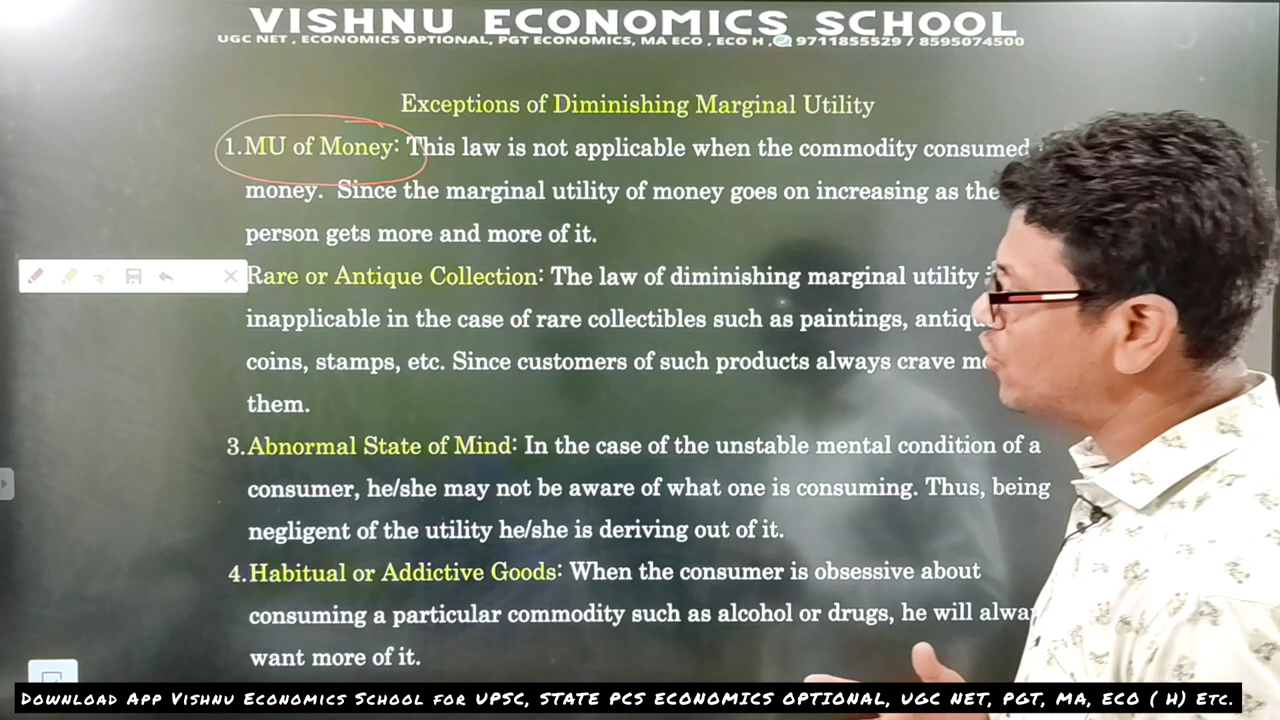 VISHNU ECONOMICS SCHOOL
UGC NET , ECONOMICS OPTIONAL, PGT ECONOMICS, MA ECO , ECO H , 9711855529 / 8595074500
Exceptions of Diminishing Marginal Utility
1.MU of Money: This law is not applicable when the commodity consumed
money. Since the marginal utility of money goes on increasing as the
person gets more and more of it.
Rare or Antique Collection: The law of diminishing marginal utility
inapplicable in the case of rare collectibles such as paintings,
coins, stamps, etc. Since customers of such products always crave
them.
3.Abnormal State of Mind: In the case of the unstable mental condition of a
consumer, he/she may not be aware of what one is consuming. Thus, being
negligent of the utility he/she is deriving out of it.
4.Habitual or Addictive Goods: When the consumer is obsessive about
consuming a particular commodity such as alcohol or drugs, he will
want more of it.
Download App Vishnu Economics School for UPSC, STATE PCS ECONOMICS OPTIONAL, UGC NET, PGT, MA, ECO ( H) Etc.